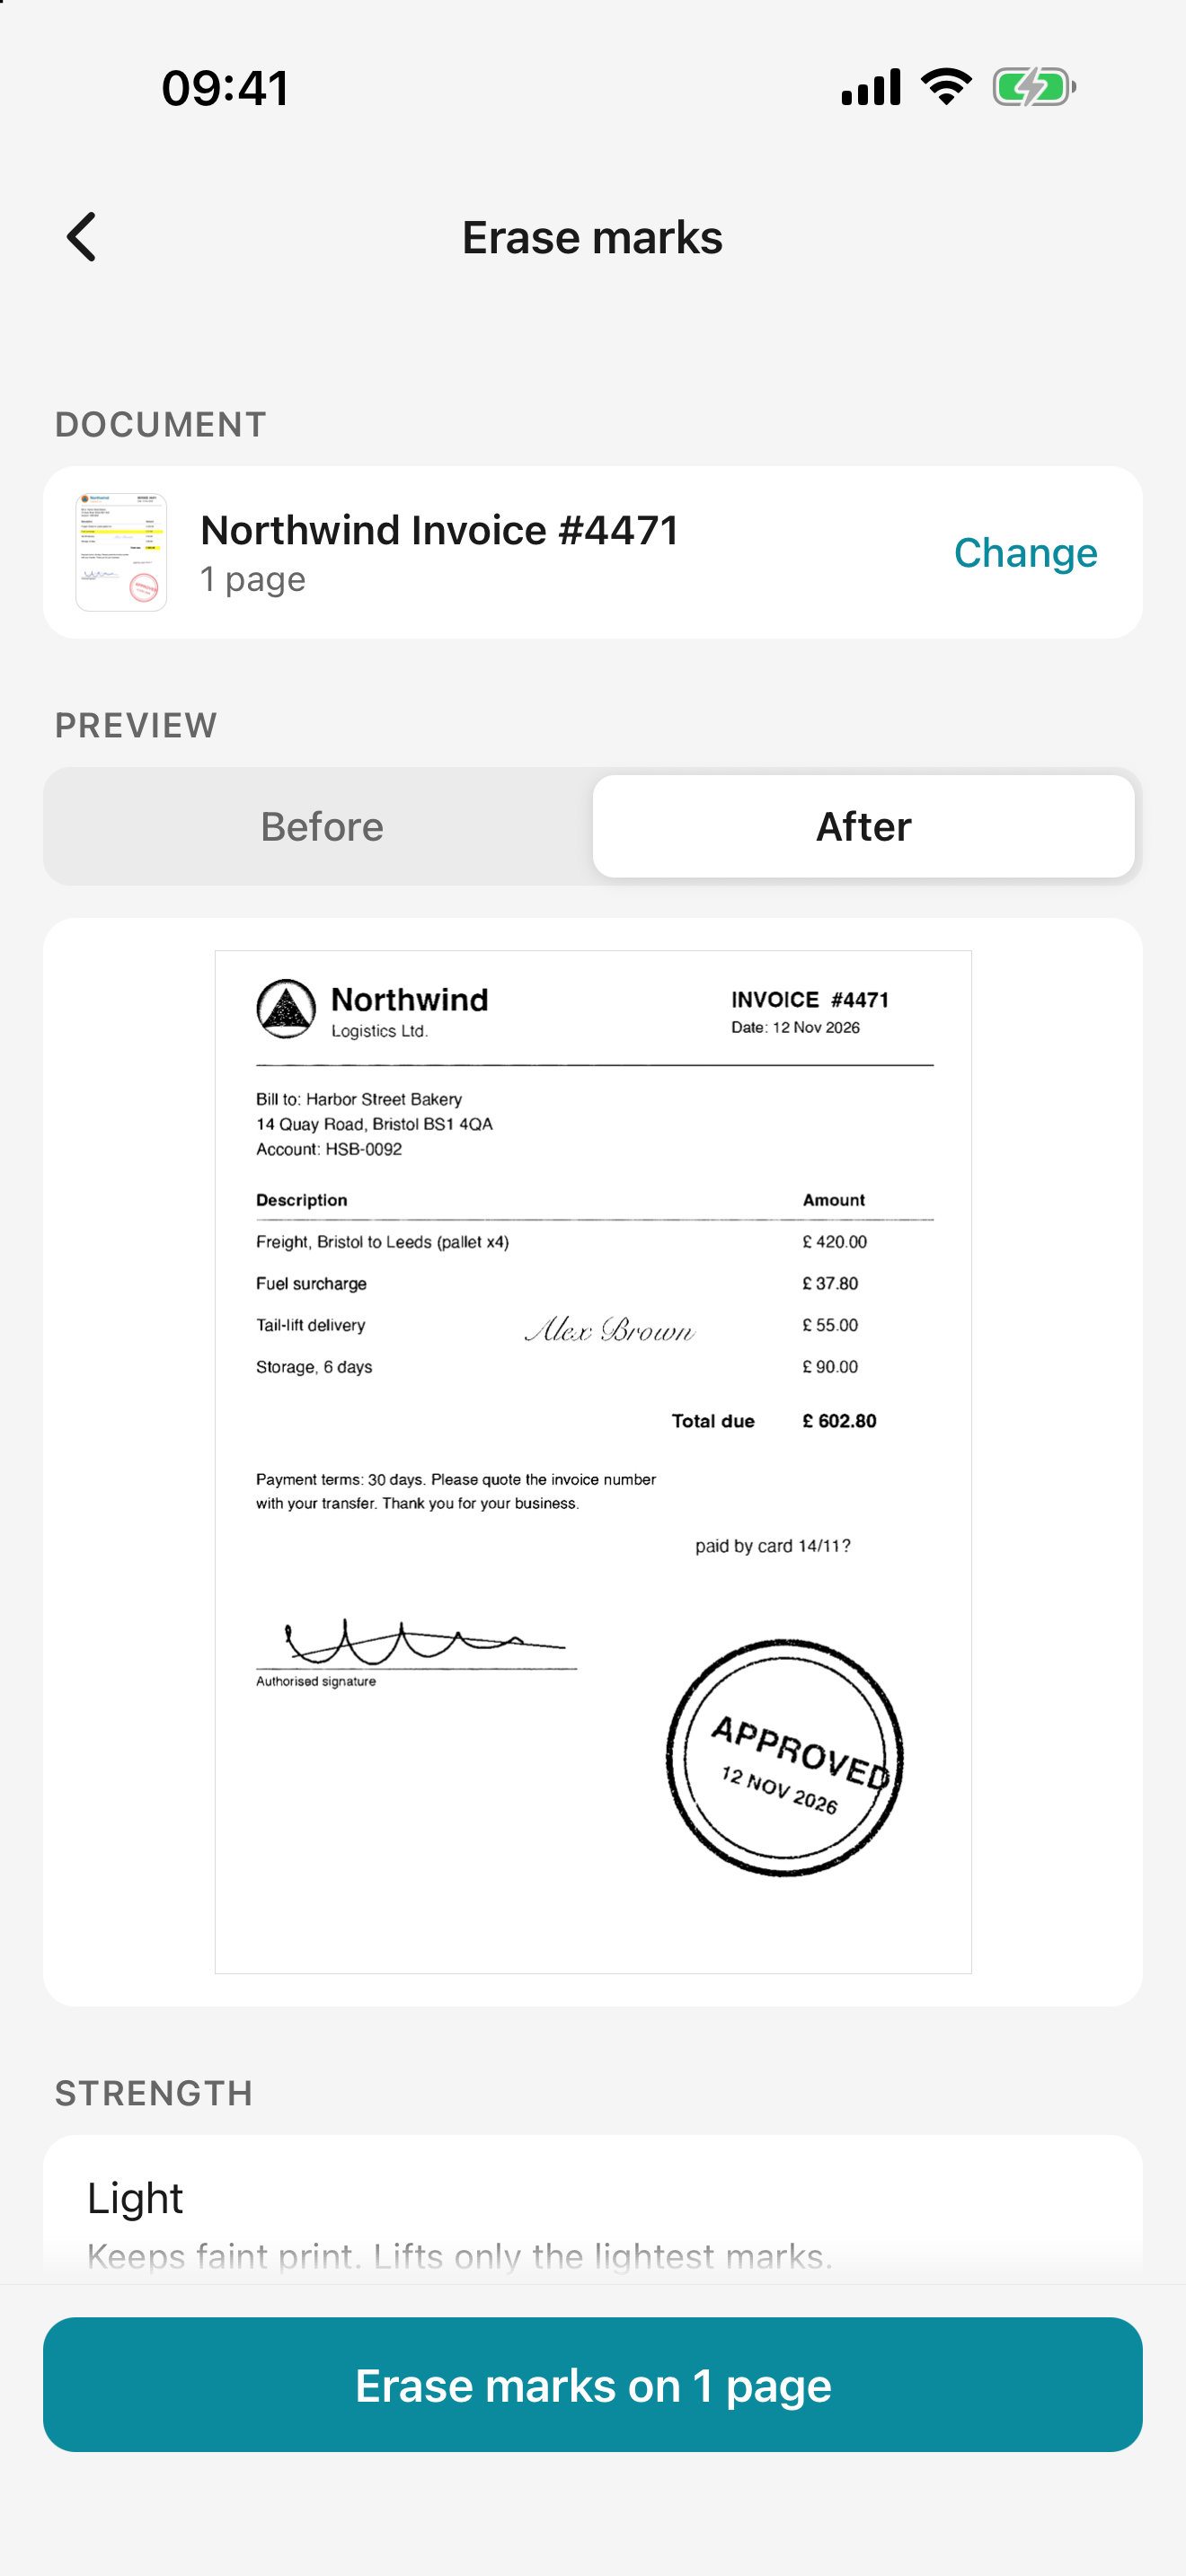 09:41
Erase marks
DOCUMENT
Northwind Invoice #4471
1 page
Change
PREVIEW
Before
After
Northwind
Logistics Ltd.
INVOICE #4471
Date: 12 Nov 2026
Bill to: Harbor Street Bakery
14 Quay Road, Bristol BS1 4QA
Account: HSB-0092
Description Amount
Freight, Bristol to Leeds (pallet x4) £ 420.00
Fuel surcharge £ 37.80
Tail-lift delivery Alex Brown £ 55.00
Storage, 6 days £ 90.00
Total due £ 602.80
Payment terms: 30 days. Please quote the invoice number
with your transfer. Thank you for your business.
paid by card 14/11?
Authorised signature
APPROVED
12 NOV 2026
STRENGTH
Light
Keeps faint print. Lifts only the lightest marks.
Erase marks on 1 page